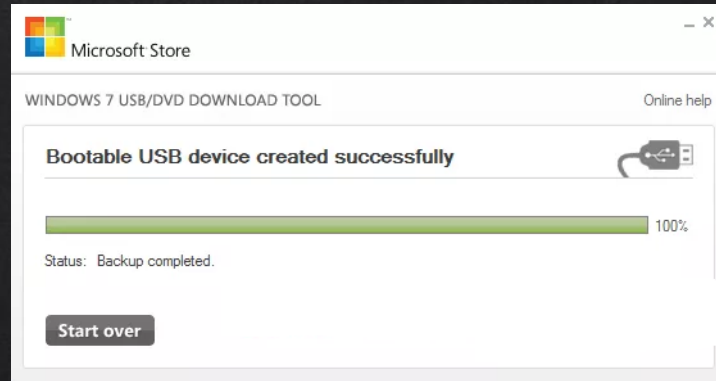 Microsoft Store
WINDOWS 7 USB/DVD DOWNLOAD TOOL
Online help
Bootable USB device created successfully
100%
Status: Backup completed.
Start over